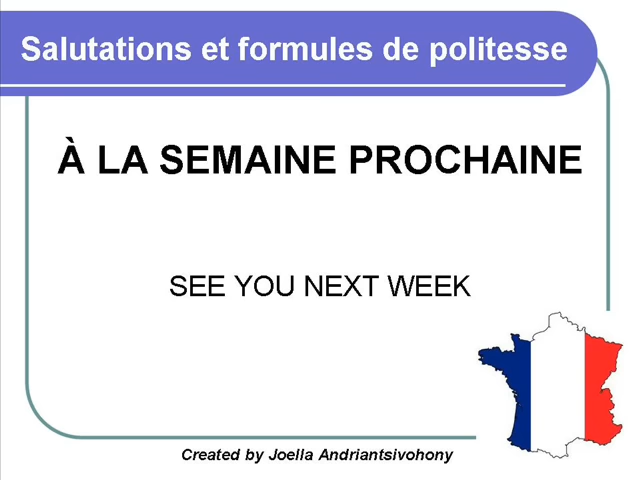 Salutations et formules de politesse
À LA SEMAINE PROCHAINE
SEE YOU NEXT WEEK
Created by Joella Andriantsivohony